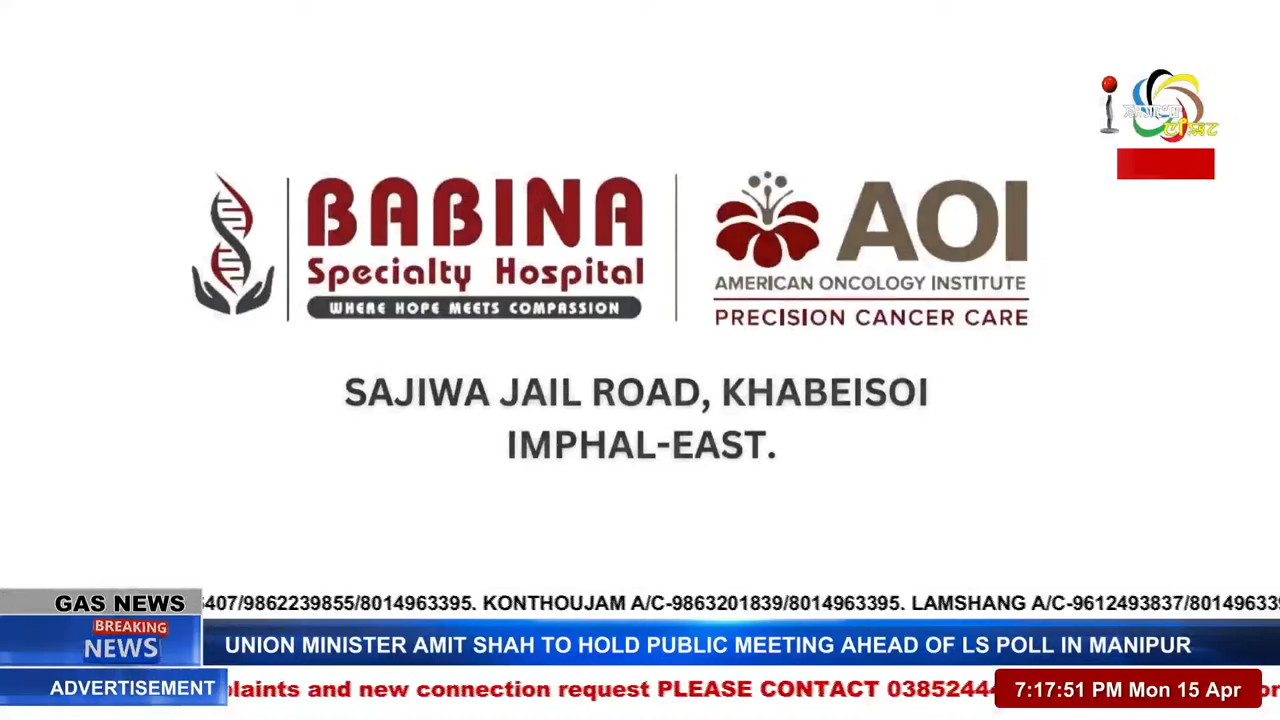 BABINA
Specialty Hospital
WHERE HOPE MEETS COMPASSION
AOI
AMERICAN ONCOLOGY INSTITUTE
PRECISION CANCER CARE
SAJIWA JAIL ROAD, KHABEISOI
IMPHAL-EAST.
GAS NEWS
6407/9862239855/8014963395. KONTHOUJAM A/C-9863201839/8014963395. LAMSHANG A/C-9612493837/801496339
BREAKING
NEWS
UNION MINISTER AMIT SHAH TO HOLD PUBLIC MEETING AHEAD OF LS POLL IN MANIPUR
ADVERTISEMENT
plaints and new connection request PLEASE CONTACT 03852444
7:17:51 PM Mon 15 Apr